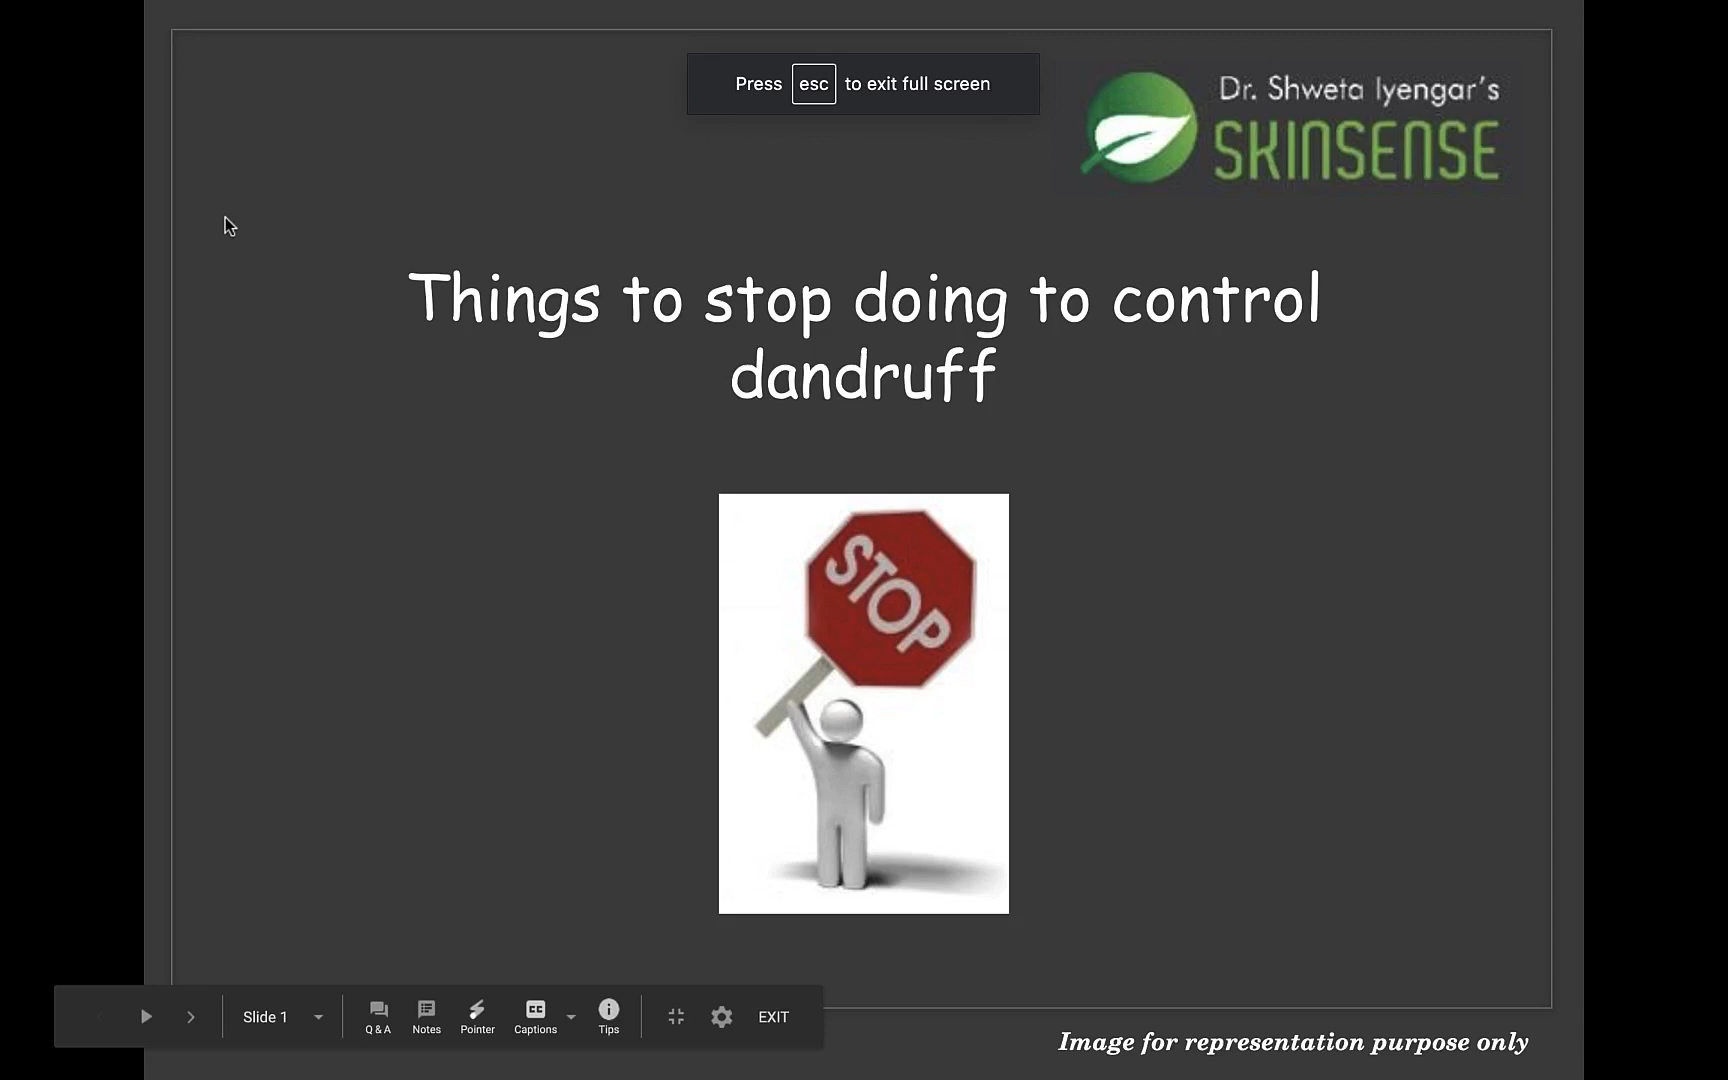 Press esc to exit full screen
Dr. Shweta Iyengar's
SKINSENSE
Things to stop doing to control
dandruff
STOP
Slide 1
Q & A
Notes
Pointer
CC
Captions
Tips
EXIT
Image for representation purpose only